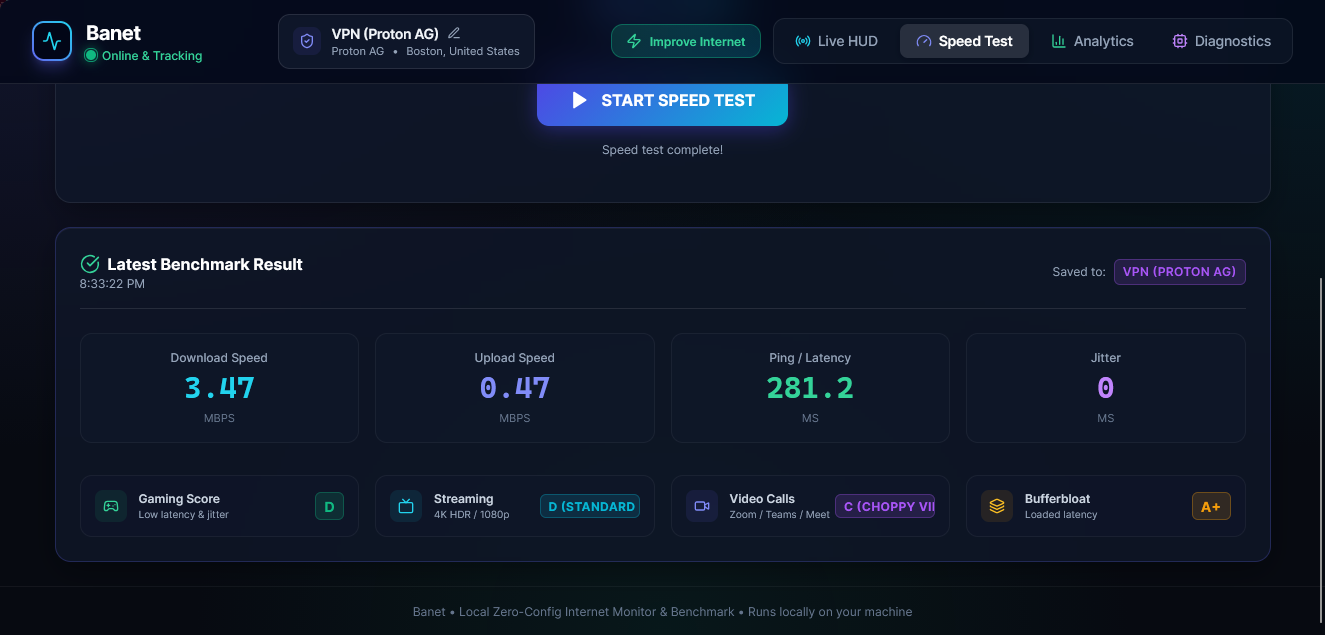 Banet
Online & Tracking
VPN (Proton AG)
Proton AG • Boston, United States
Improve Internet
Live HUD
Speed Test
Analytics
Diagnostics
START SPEED TEST
Speed test complete!
Latest Benchmark Result
8:33:22 PM
Saved to: VPN (PROTON AG)
Download Speed
3.47
MBPS
Upload Speed
0.47
MBPS
Ping / Latency
281.2
MS
Jitter
0
MS
Gaming Score
Low latency & jitter
D
Streaming
4K HDR / 1080p
D (STANDARD
Video Calls
Zoom / Teams / Meet
C (CHOPPY
Bufferbloat
Loaded latency
A+
Banet • Local Zero-Config Internet Monitor & Benchmark • Runs locally on your machine